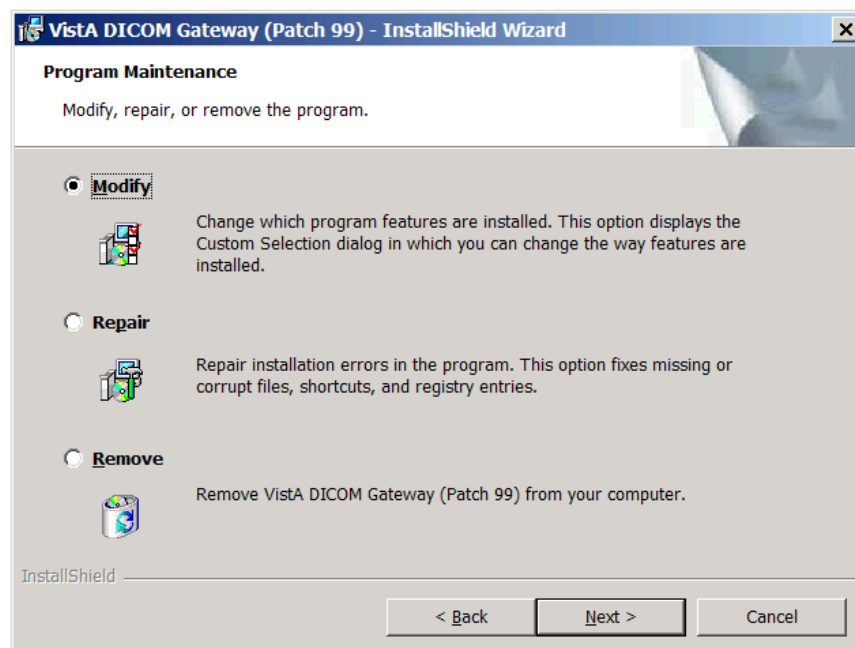 VistA DICOM Gateway (Patch 99) - InstallShield Wizard
Program Maintenance
Modify, repair, or remove the program.
Modify
Change which program features are installed. This option displays the
Custom Selection dialog in which you can change the way features are
installed.
Repair
Repair installation errors in the program. This option fixes missing or
corrupt files, shortcuts, and registry entries.
Remove
Remove VistA DICOM Gateway (Patch 99) from your computer.
InstallShield
< Back
Next >
Cancel